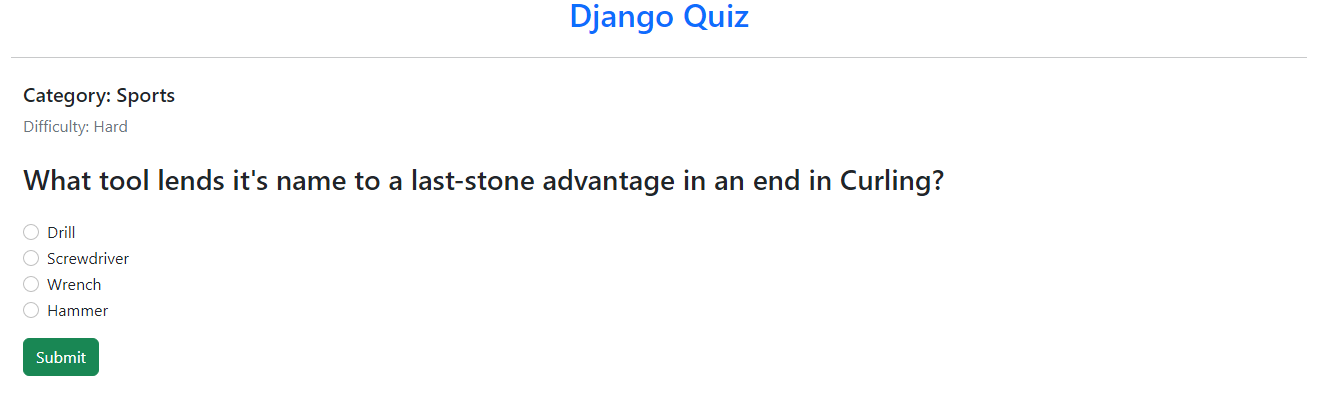 Django Quiz
Category: Sports
Difficulty: Hard
What tool lends it's name to a last-stone advantage in an end in Curling?
Drill
Screwdriver
Wrench
Hammer
Submit